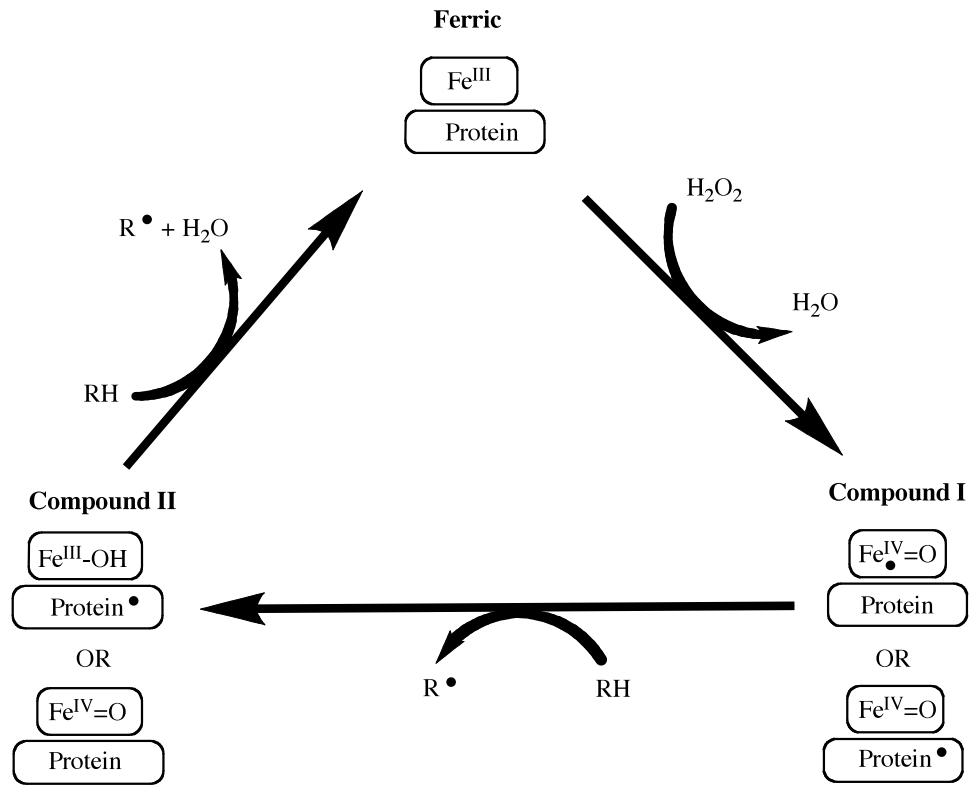 Ferric
Feᴵᴵᴵ
Protein
H₂O₂
R• + H₂O
H₂O
RH
Compound II
Compound I
Feᴵᴵᴵ-OH
Feᴵⱽ=O
•
Protein•
Protein
OR
OR
R•
RH
Feᴵⱽ=O
Feᴵⱽ=O
Protein
Protein•